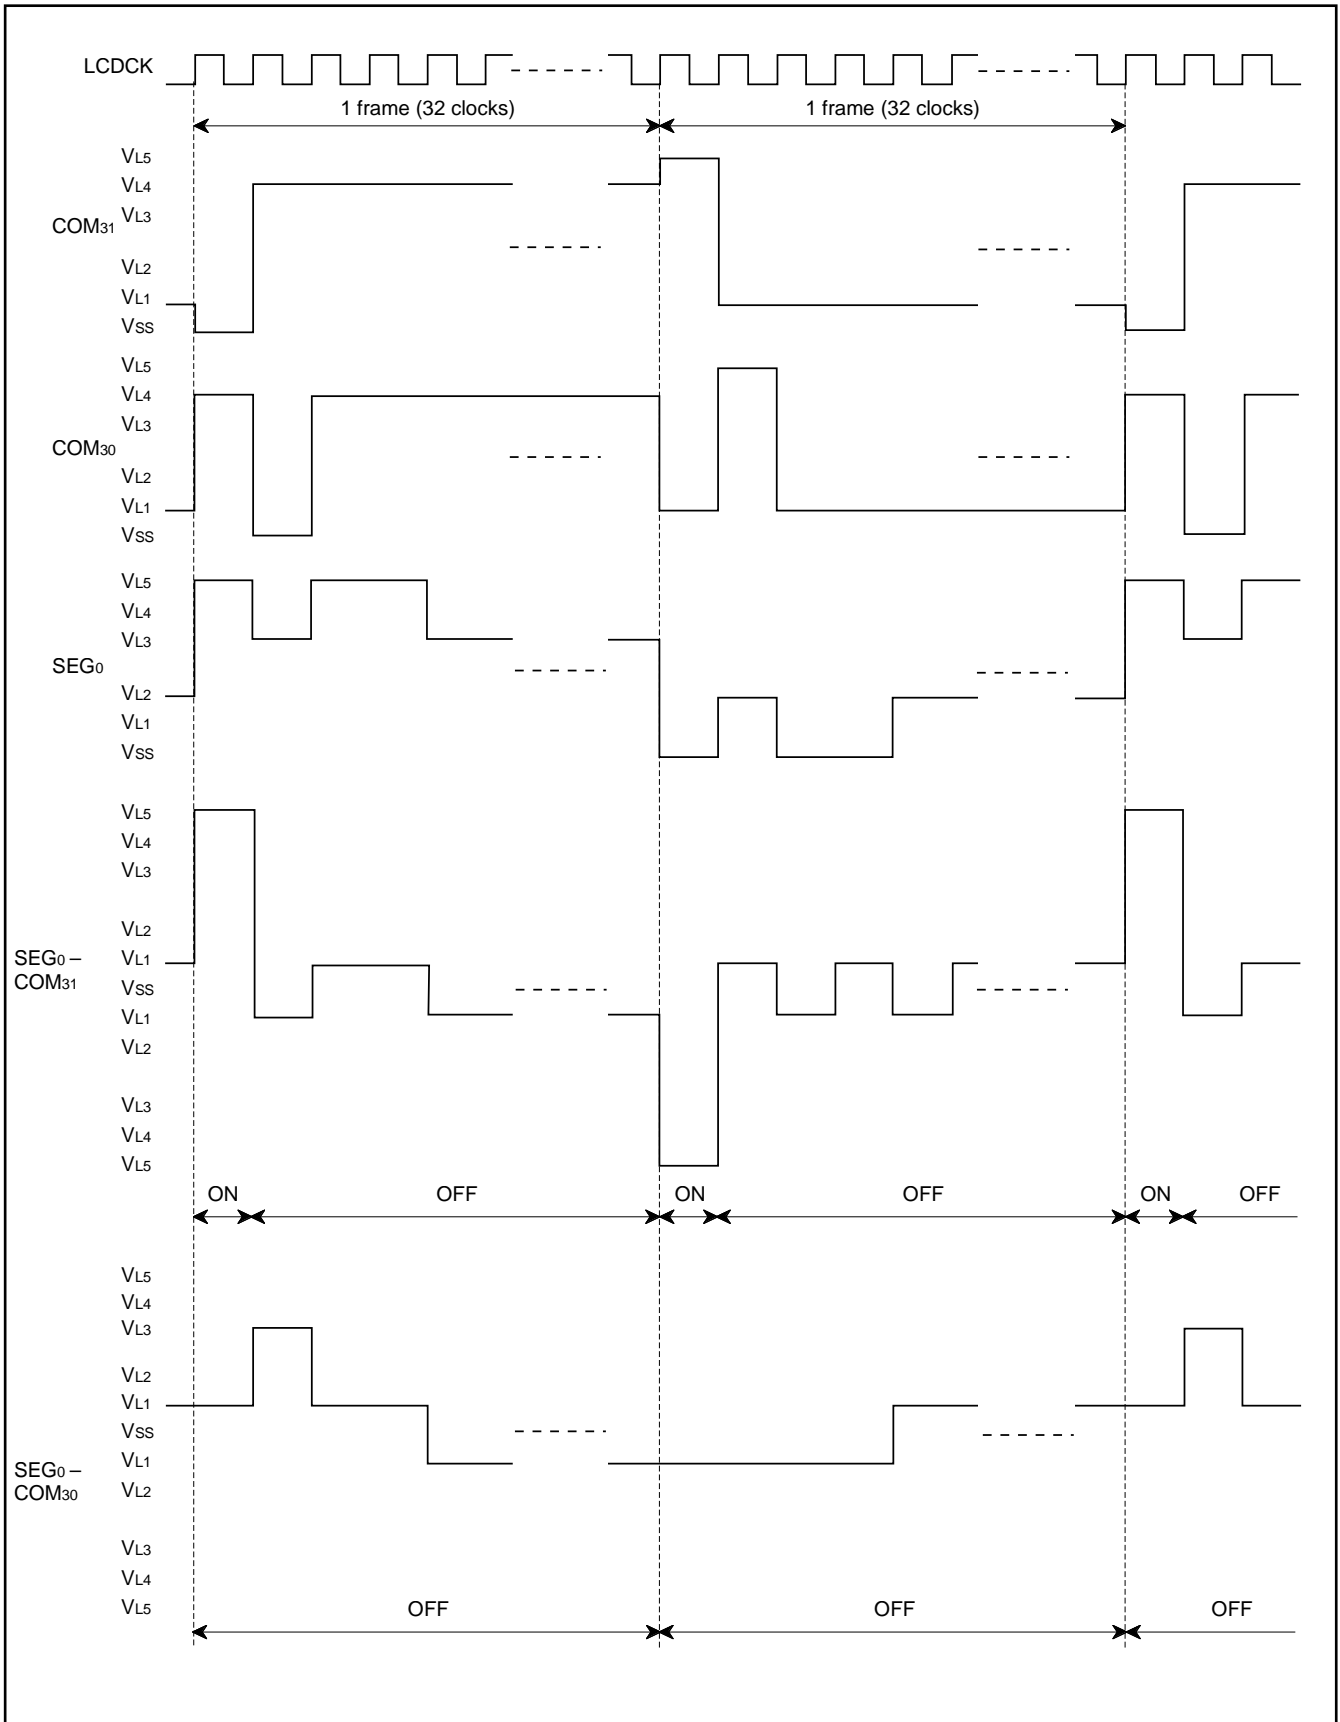 LCDCK
1 frame (32 clocks) 1 frame (32 clocks)
VL5
VL4
VL3
COM31
VL2
VL1
VSS
VL5
VL4
VL3
COM30
VL2
VL1
VSS
VL5
VL4
VL3
SEG0
VL2
VL1
VSS
VL5
VL4
VL3
VL2
SEG0 –
COM31
VL1
VSS
VL1
VL2
VL3
VL4
VL5
ON OFF ON OFF ON OFF
VL5
VL4
VL3
VL2
VL1
VSS
VL1
SEG0 –
COM30
VL2
VL3
VL4
VL5
OFF OFF OFF